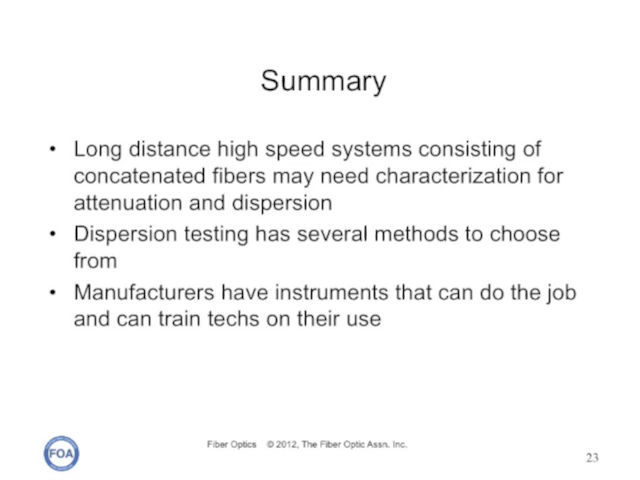 Summary
• Long distance high speed systems consisting of
concatenated fibers may need characterization for
attenuation and dispersion
• Dispersion testing has several methods to choose
from
• Manufacturers have instruments that can do the job
and can train techs on their use
Fiber Optics © 2012, The Fiber Optic Assn. Inc.
FOA
23